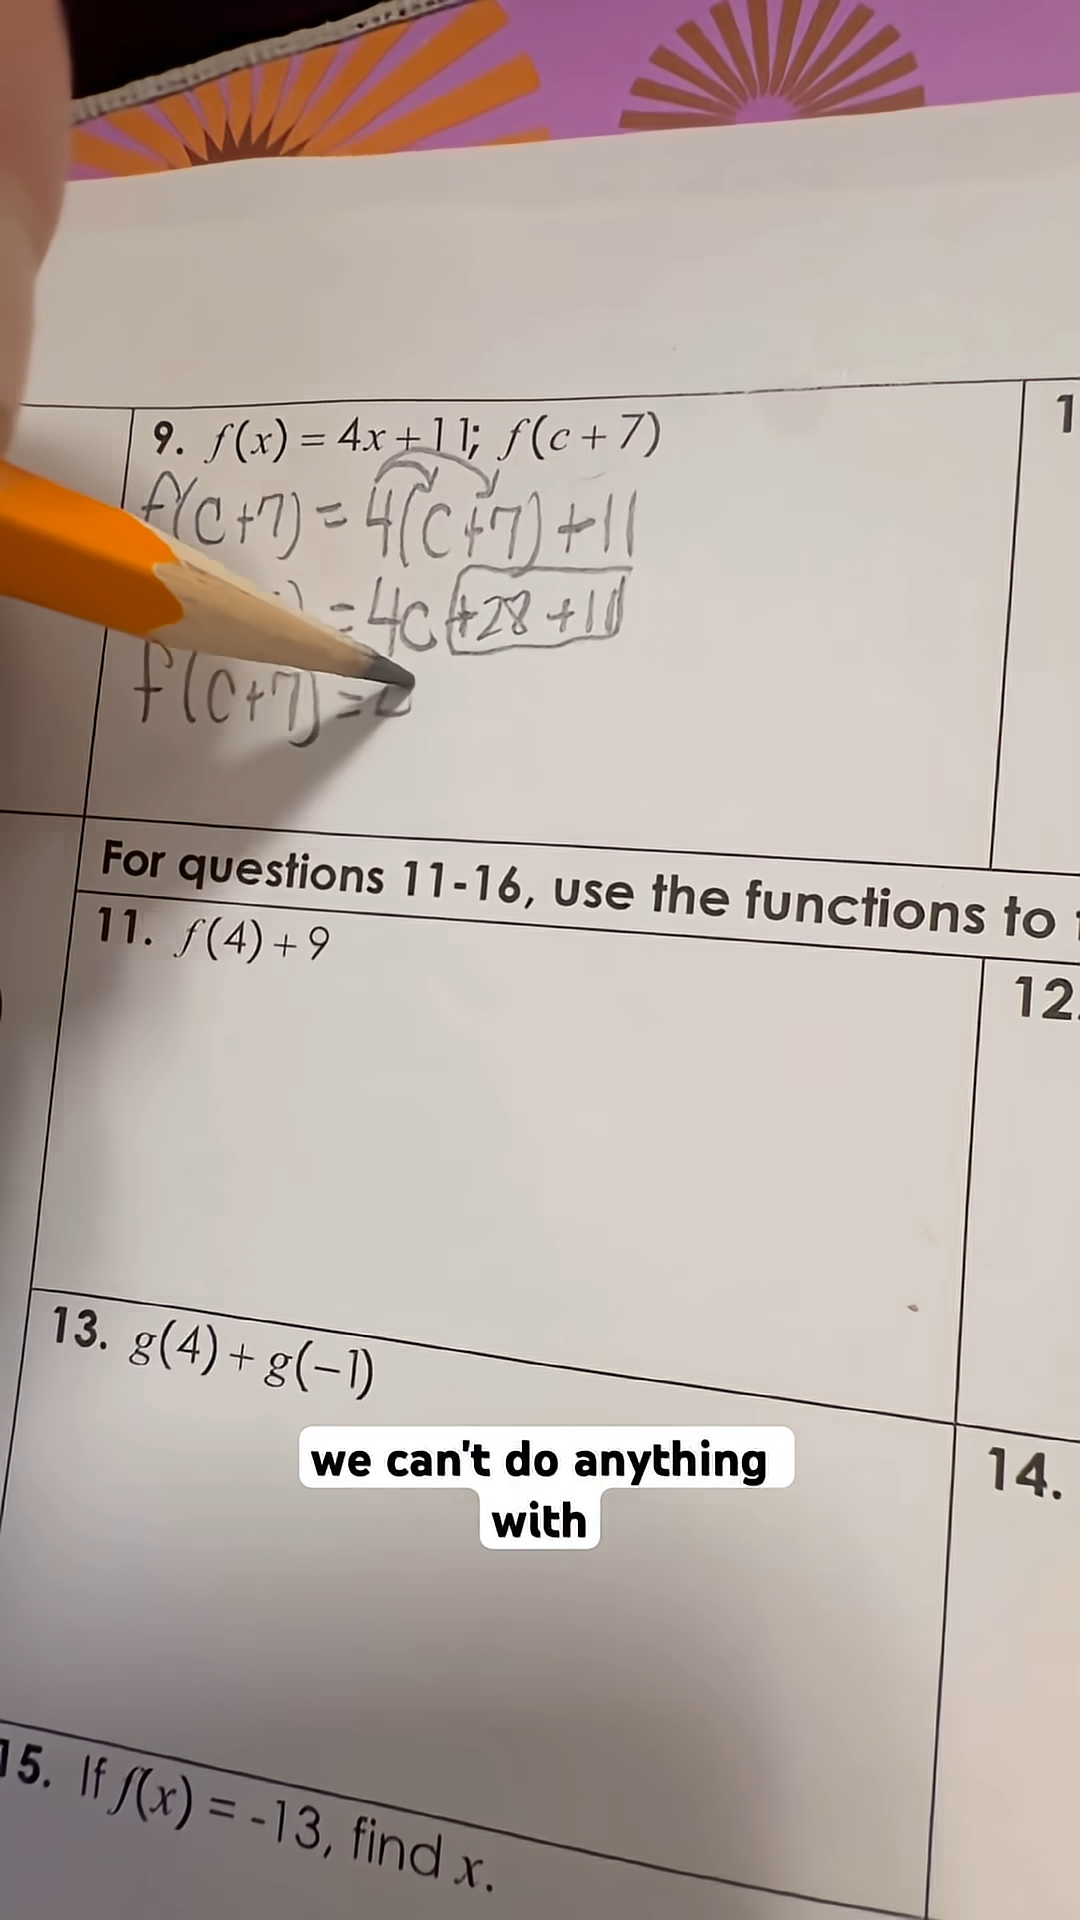 9. f(x) = 4x + 11; f(c + 7)
1
f(c+7) = 4(c+7) + 11
) = 4c + 28 + 11
f(c+7) =
For questions 11-16, use the functions to
11. f(4) + 9
12.
13. g(4) + g(−1)
14.
we can't do anything
with
15. If f(x) = -13, find x.